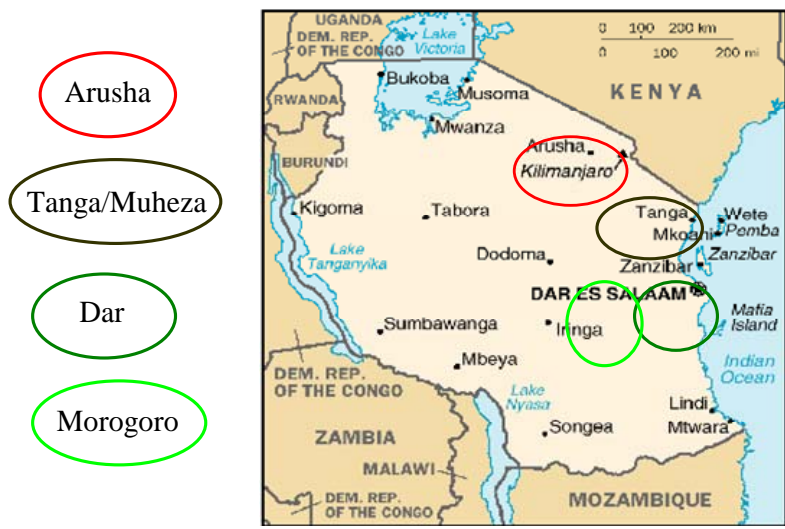 Arusha
Tanga/Muheza
Dar
Morogoro
UGANDA
Lake
Victoria
DEM. REP.
OF THE CONGO
0 100 200 km
0 100 200 mi
KENYA
Bukoba
Musoma
RWANDA
Mwanza
Arusha
Kilimanjaro
BURUNDI
Kigoma
Tabora
Tanga
Wete
Pemba
Mkoani
Lake
Tanganyika
Dodoma
Zanzibar
Zanzibar
DAR ES SALAAM
Mafia
Island
Sumbawanga
Iringa
Mbeya
Indian
Ocean
DEM. REP.
OF THE CONGO
Lake
Nyasa
Lindi
Mtwara
Songea
ZAMBIA
MALAWI
DEM. REP.
OF THE CONGO
MOZAMBIQUE